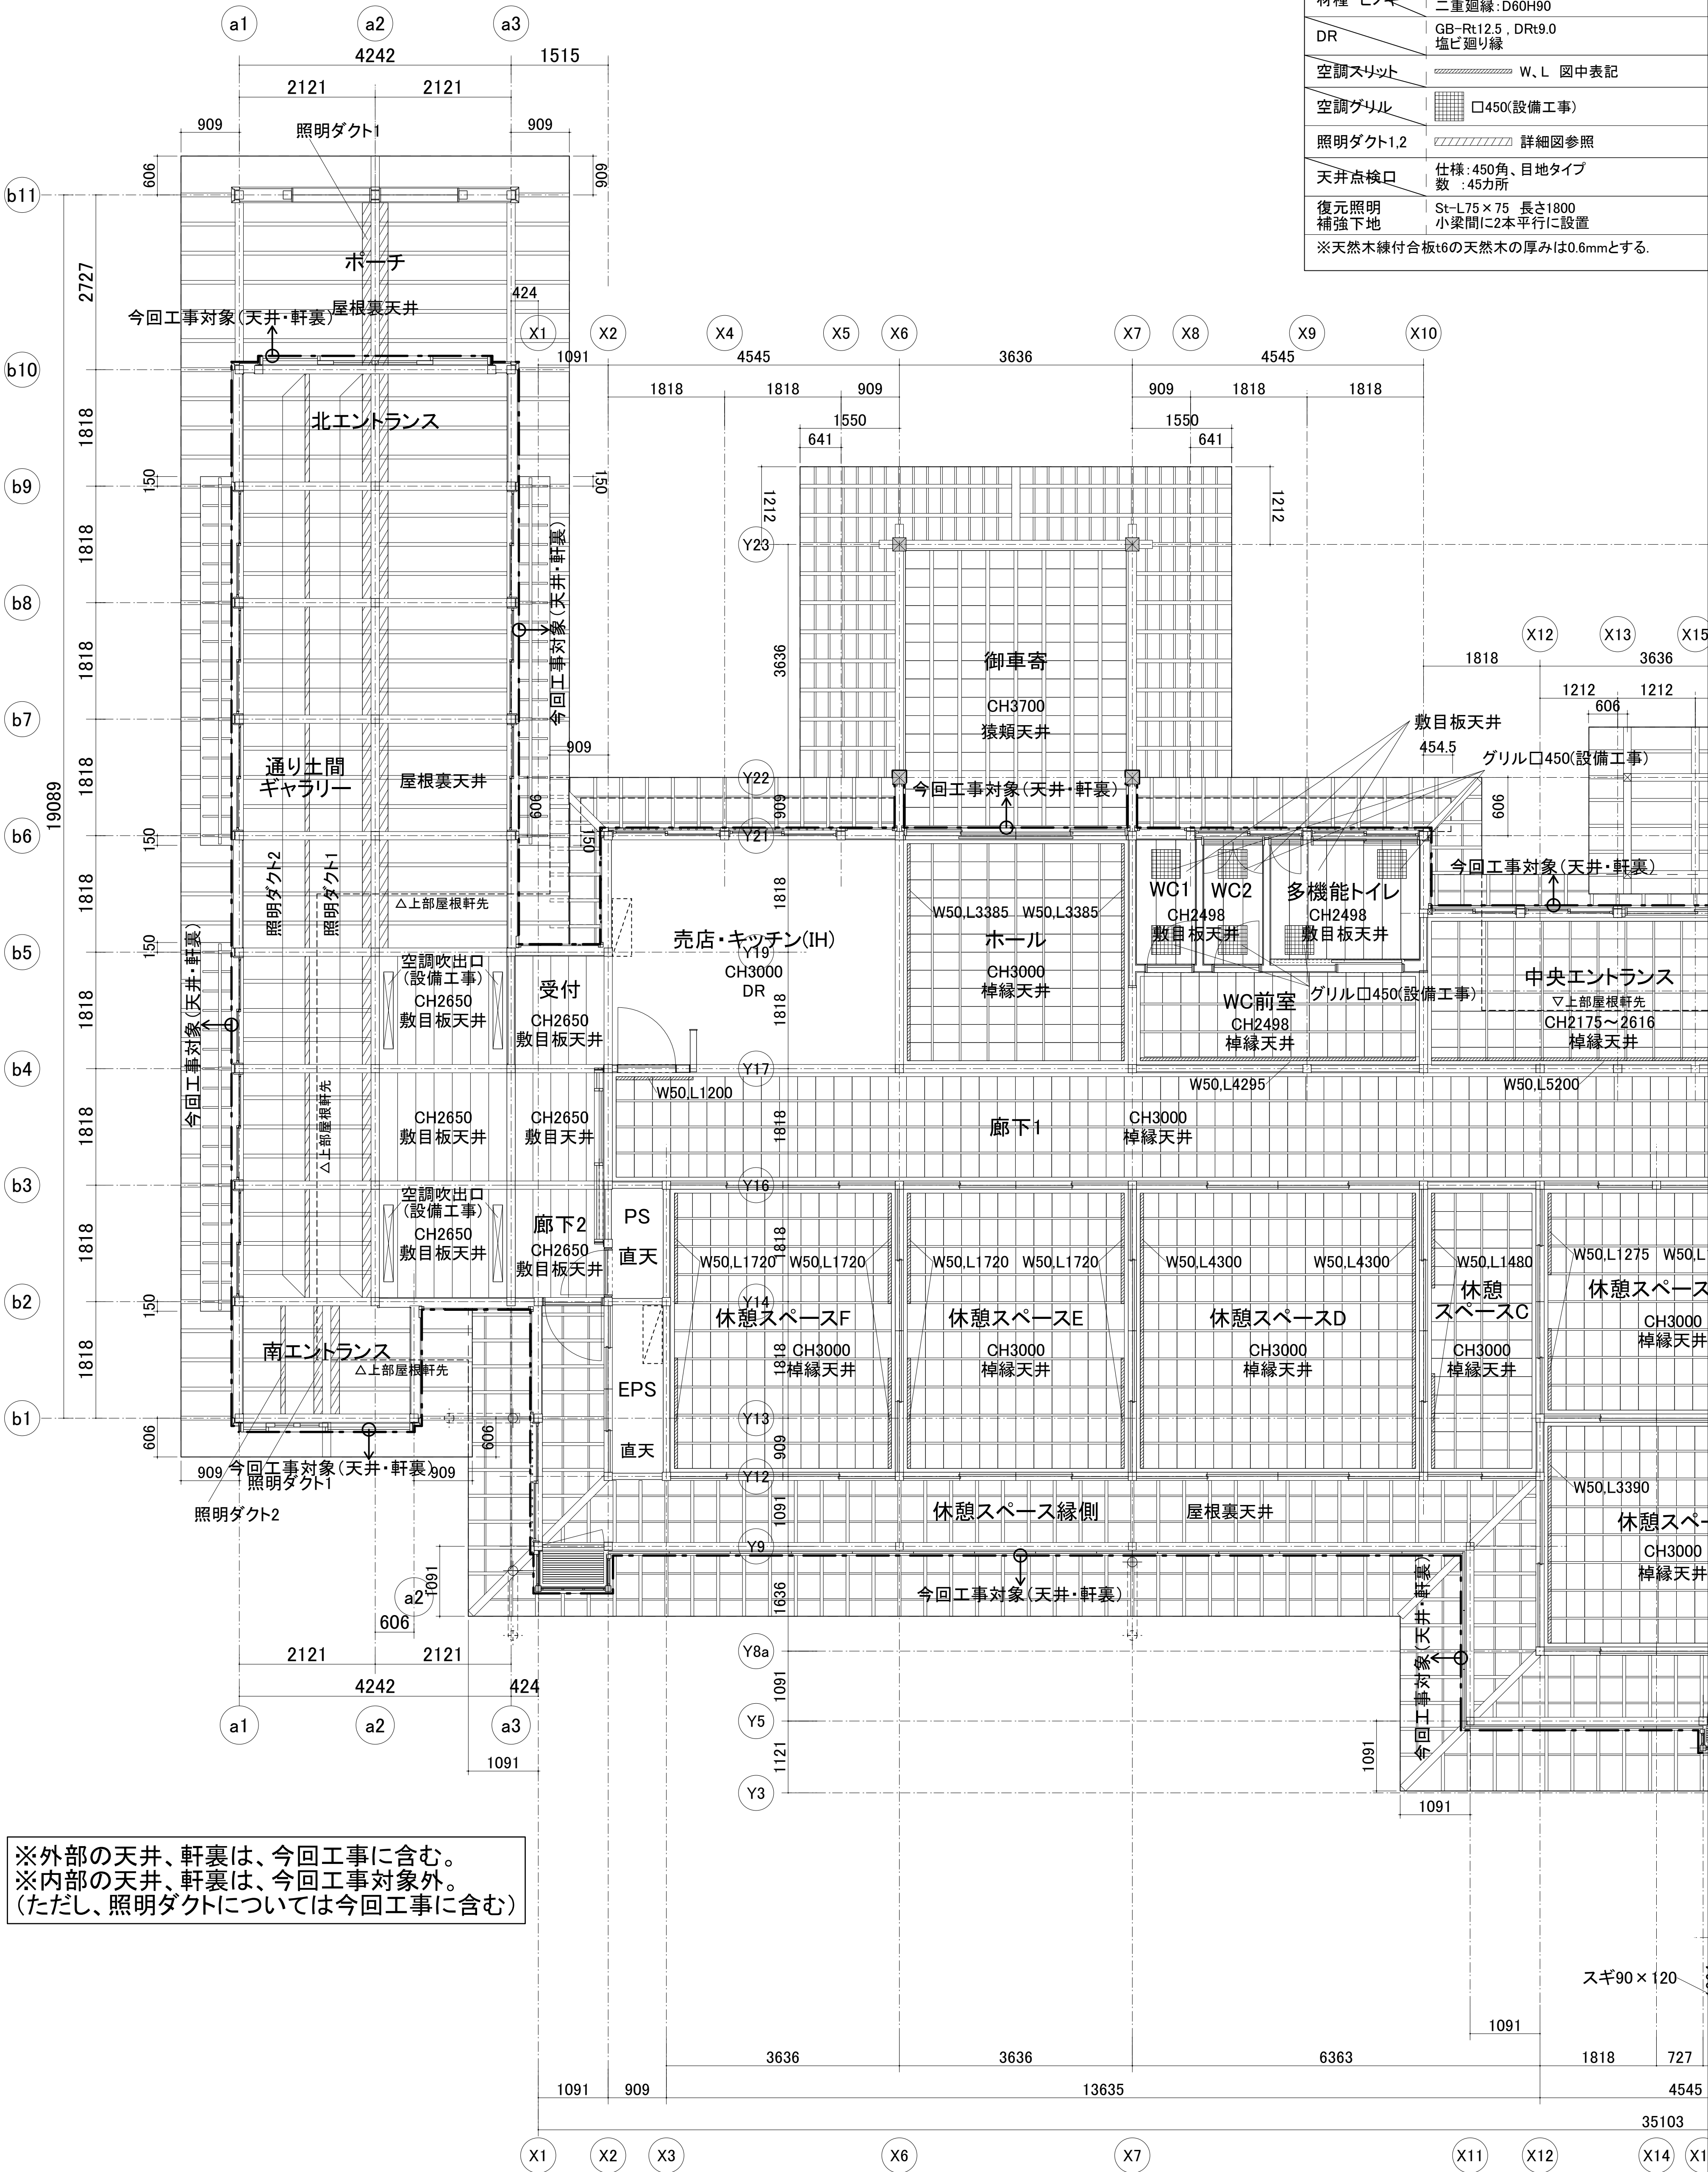 二重廻縁:D60H90
DR
GB-Rt12.5 , DRt9.0
塩ビ廻り縁
空調スリット
W、L 図中表記
空調グリル
口450(設備工事)
照明ダクト1,2
詳細図参照
天井点検口
仕様:450角、目地タイプ
数 :45カ所
復元照明
補強下地
St-L75×75 長さ1800
小梁間に2本平行に設置
※天然木練付合板t6の天然木の厚みは0.6mmとする.
a1
a2
a3
4242
1515
2121
2121
909
909
照明ダクト1
606
606
b11
ポーチ
屋根裏天井
2727
424
今回工事対象(天井・軒裏)
X1
X2
X4
X5
X6
X7
X8
X9
X10
1091
4545
3636
4545
b10
1818
1818
909
909
1818
1818
北エントランス
1818
1550
1550
641
641
b9
150
150
1212
1212
1818
Y23
今回工事対象(天井・軒裏)
b8
X12
X13
X15
1818
3636
3636
御車寄
CH3700
猿頬天井
1818
1212
1212
606
b7
敷目板天井
909
454.5
グリル口450(設備工事)
通り土間
ギャラリー
屋根裏天井
1818
19089
Y22
今回工事対象(天井・軒裏)
606
909
606
b6
150
150
Y21
照明ダクト2
照明ダクト1
1818
△上部屋根軒先
1818
今回工事対象(天井・軒裏)
WC1
WC2
多機能トイレ
CH2498
敷目板天井
CH2498
敷目板天井
W50,L3385
W50,L3385
売店・キッチン(IH)
ホール
b5
150
Y19
CH3000
DR
CH3000
棹縁天井
中央エントランス
▽上部屋根軒先
CH2175～2616
棹縁天井
今回工事対象(天井・軒裏)
空調吹出口
(設備工事)
CH2650
敷目板天井
受付
CH2650
敷目板天井
1818
1818
WC前室
CH2498
棹縁天井
グリル口450(設備工事)
b4
Y17
W50,L1200
W50,L4295
W50,L5200
1818
△上部屋根軒先
CH2650
敷目板天井
CH2650
敷目天井
1818
廊下1
CH3000
棹縁天井
b3
Y16
空調吹出口
(設備工事)
CH2650
敷目板天井
廊下2
CH2650
敷目板天井
PS
直天
1818
1818
W50,L1720
W50,L1720
W50,L1720
W50,L1720
W50,L4300
W50,L4300
W50,L1480
W50,L1275
b2
150
Y14
休憩スペースF
CH3000
棹縁天井
休憩スペースE
CH3000
棹縁天井
休憩スペースD
CH3000
棹縁天井
休憩
スペースC
CH3000
棹縁天井
休憩スペース
CH3000
1818
南エントランス
△上部屋根軒先
1818
EPS
直天
b1
606
606
Y13
909
909
今回工事対象(天井・軒裏)
909
照明ダクト1
照明ダクト2
Y12
W50,L3390
1091
休憩スペース縁側
屋根裏天井
CH3000
Y9
1636
今回工事対象(天井・軒裏)
1091
a2'
606
2121
2121
4242
424
Y8a
1091
今回工事対象(天井・軒裏)
a1
a2
a3
Y5
1121
1091
1091
Y3
1091
※外部の天井、軒裏は、今回工事に含む。
※内部の天井、軒裏は、今回工事対象外。
(ただし、照明ダクトについては今回工事に含む)
スギ90×120
1091
3636
3636
6363
1818
727
1091
909
13635
4545
35103
X1
X2
X3
X6
X7
X11
X12
X14